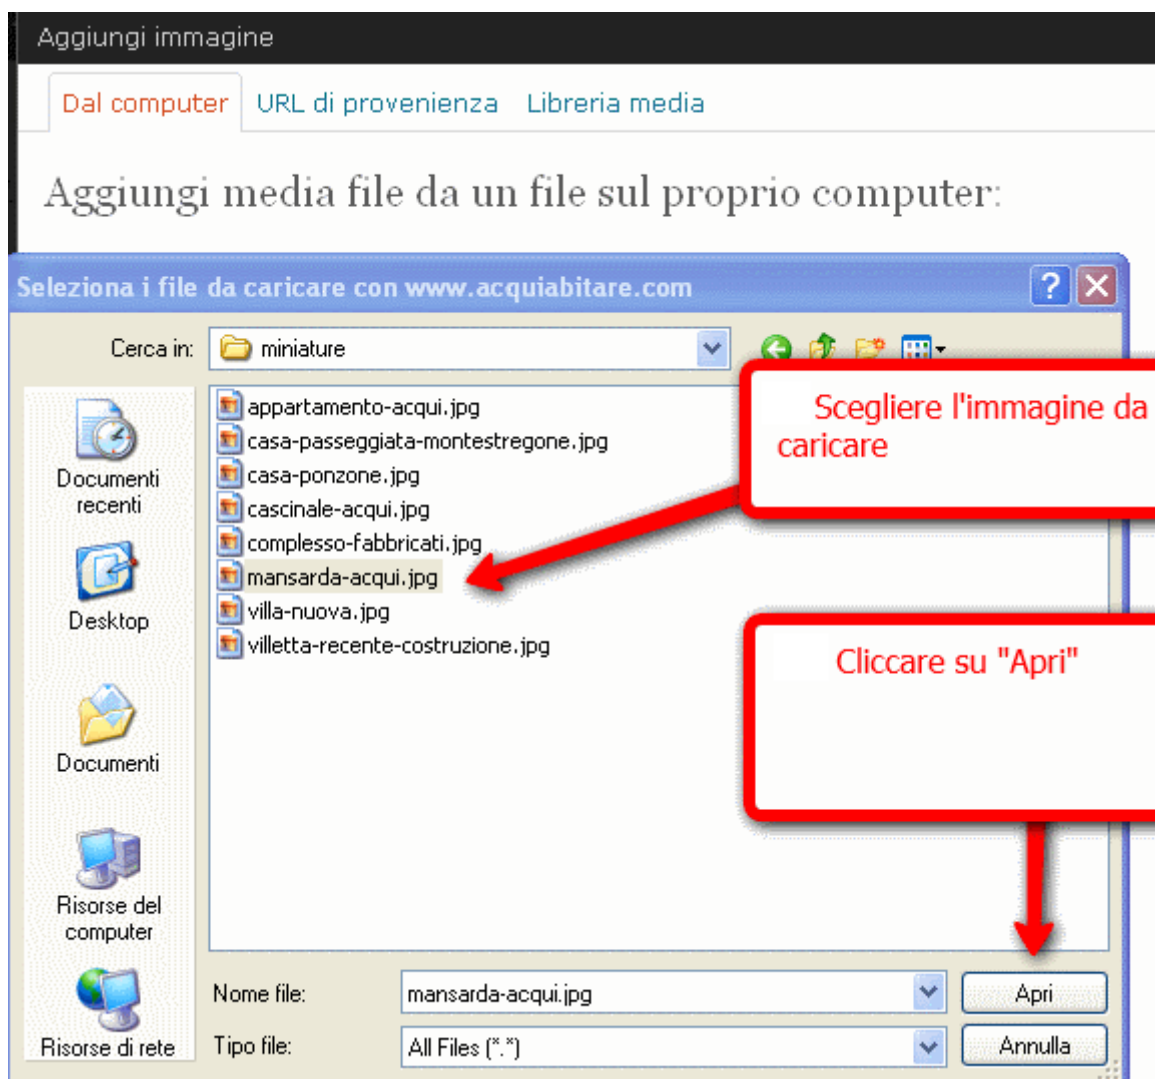 Aggiungi immagine
Dal computer URL di provenienza Libreria media
Aggiungi media file da un file sul proprio computer:
Seleziona i file da caricare con www.acquiabitare.com
Cerca in: miniature
appartamento-acqui.jpg
casa-passeggiata-montestregone.jpg
casa-ponzone.jpg
cascinale-acqui.jpg
complesso-fabbricati.jpg
mansarda-acqui.jpg
villa-nuova.jpg
villetta-recente-costruzione.jpg
Scegliere l'immagine da
caricare
Cliccare su "Apri"
Documenti
recenti
Desktop
Documenti
Risorse del
computer
Risorse di rete
Nome file: mansarda-acqui.jpg Apri
Tipo file: All Files (*.*) Annulla